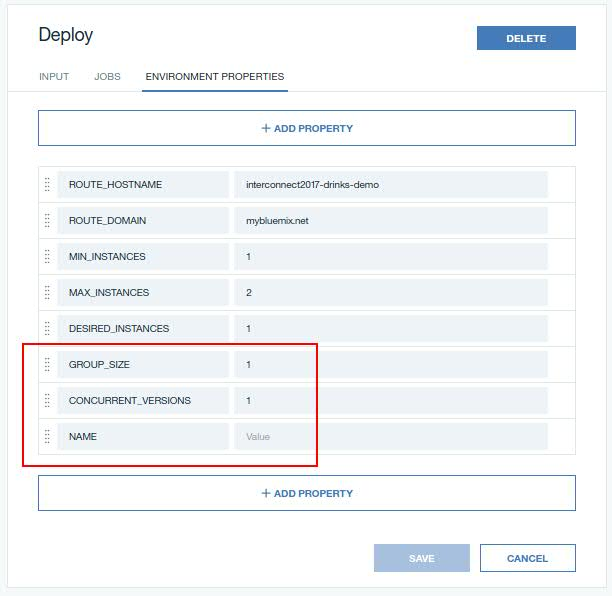 Deploy
DELETE
INPUT JOBS ENVIRONMENT PROPERTIES
+ ADD PROPERTY
ROUTE_HOSTNAME interconnect2017-drinks-demo
ROUTE_DOMAIN mybluemix.net
MIN_INSTANCES 1
MAX_INSTANCES 2
DESIRED_INSTANCES 1
GROUP_SIZE 1
CONCURRENT_VERSIONS 1
NAME Value
+ ADD PROPERTY
SAVE CANCEL